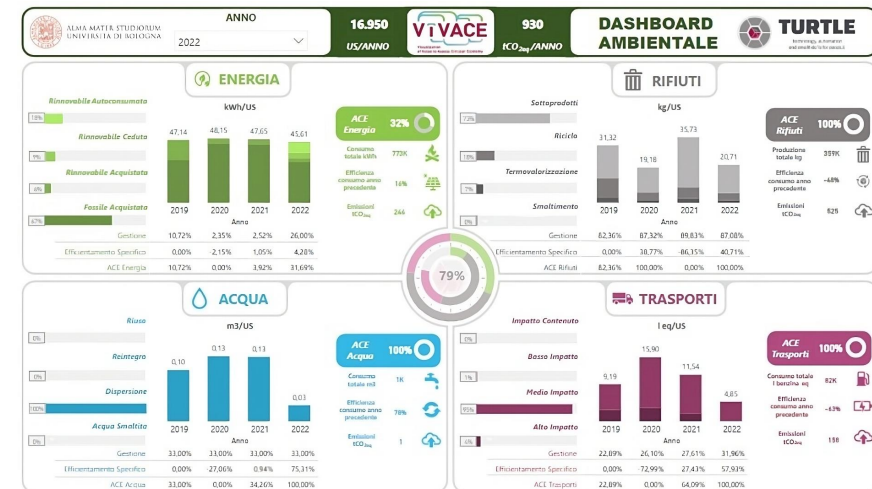 ALMA MATER STUDIORUM
UNIVERSITÀ DI BOLOGNA
ANNO
2022
16.950
US/ANNO
ViVACE
930
tCO2eq /ANNO
DASHBOARD
AMBIENTALE
TURTLE
ENERGIA
kWh/US
Rinnovabile Autoconsumata
18%
Rinnovabile Ceduta
9%
Rinnovabile Acquistata
6%
Fossile Acquistata
67%
47,14 48,15 47,65 45,61
2019 2020 2021 2022
Anno
Gestione 10,72% 2,35% 2,52% 26,00%
Efficientamento Specifico 0,00% -2,15% 1,05% 4,28%
ACE Energia 10,72% 0,00% 3,92% 31,69%
ACE
Energia 32%
Consumo
totale kWh 773K
Efficienza
consumo anno
precedente 16%
Emissioni
tCO2eq 246
RIFIUTI
kg/US
Sottoprodotti
73%
Riciclo
18%
Termovalorizzazione
7%
Smaltimento
0%
31,32 19,18 35,73 20,71
2019 2020 2021 2022
Anno
Gestione 82,36% 87,32% 89,83% 87,08%
Efficientamento Specifico 0,00% 38,77% -86,35% 40,71%
ACE Rifiuti 82,36% 100,00% 0,00% 100,00%
ACE
Rifiuti 100%
Produzione
totale kg 359K
Efficienza
consumo anno
precedente -48%
Emissioni
tCO2eq 525
79%
ACQUA
m3/US
Riuso
0%
Reintegro
0%
Dispersione
100%
Acqua Smaltita
0%
0,10 0,13 0,13 0,03
2019 2020 2021 2022
Anno
Gestione 33,00% 33,00% 33,00% 33,00%
Efficientamento Specifico 0,00% -27,06% 0,94% 75,31%
ACE Acqua 33,00% 0,00% 34,26% 100,00%
ACE
Acqua 100%
Consumo
totale m3 1K
Efficienza
consumo anno
precedente 78%
Emissioni
tCO2eq 1
TRASPORTI
l eq/US
Impatto Contenuto
0%
Basso Impatto
1%
Medio Impatto
93%
Alto Impatto
6%
9,19 15,90 11,54 4,85
2019 2020 2021 2022
Anno
Gestione 22,89% 26,10% 27,61% 31,96%
Efficientamento Specifico 0,00% -72,99% 27,43% 57,93%
ACE Trasporti 22,89% 0,00% 64,09% 100,00%
ACE
Trasporti 100%
Consumo totale
l benzina eq 82K
Efficienza
consumo anno
precedente -63%
Emissioni
tCO2eq 158